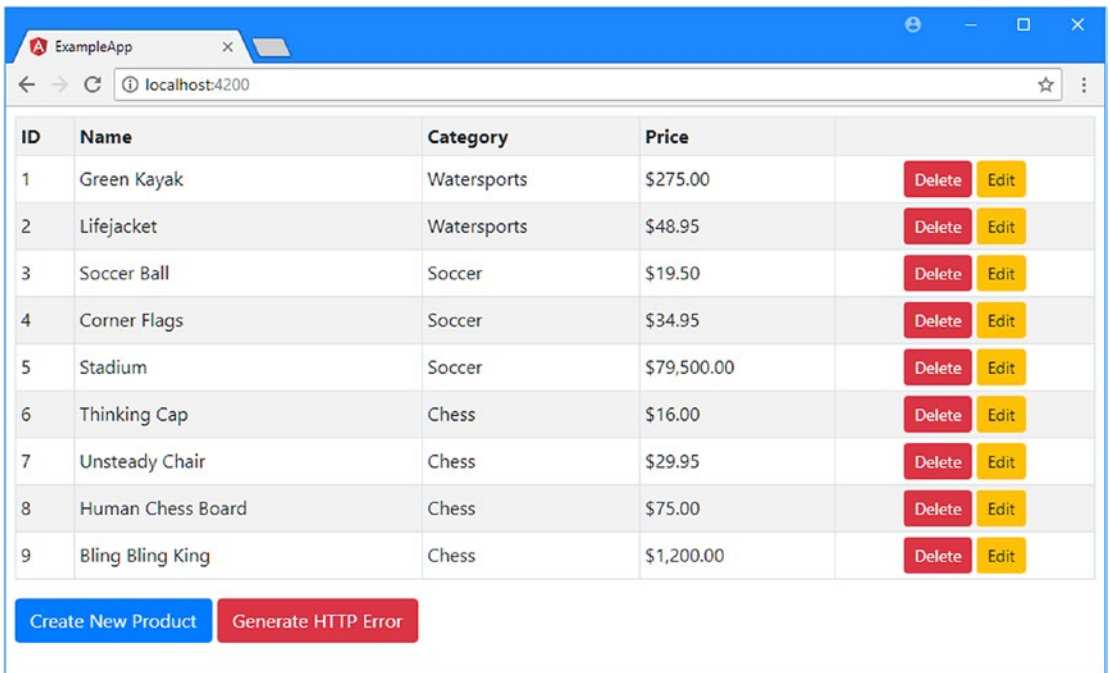 ExampleApp
localhost:4200
ID Name Category Price
1 Green Kayak Watersports $275.00 Delete Edit
2 Lifejacket Watersports $48.95 Delete Edit
3 Soccer Ball Soccer $19.50 Delete Edit
4 Corner Flags Soccer $34.95 Delete Edit
5 Stadium Soccer $79,500.00 Delete Edit
6 Thinking Cap Chess $16.00 Delete Edit
7 Unsteady Chair Chess $29.95 Delete Edit
8 Human Chess Board Chess $75.00 Delete Edit
9 Bling Bling King Chess $1,200.00 Delete Edit
Create New Product Generate HTTP Error